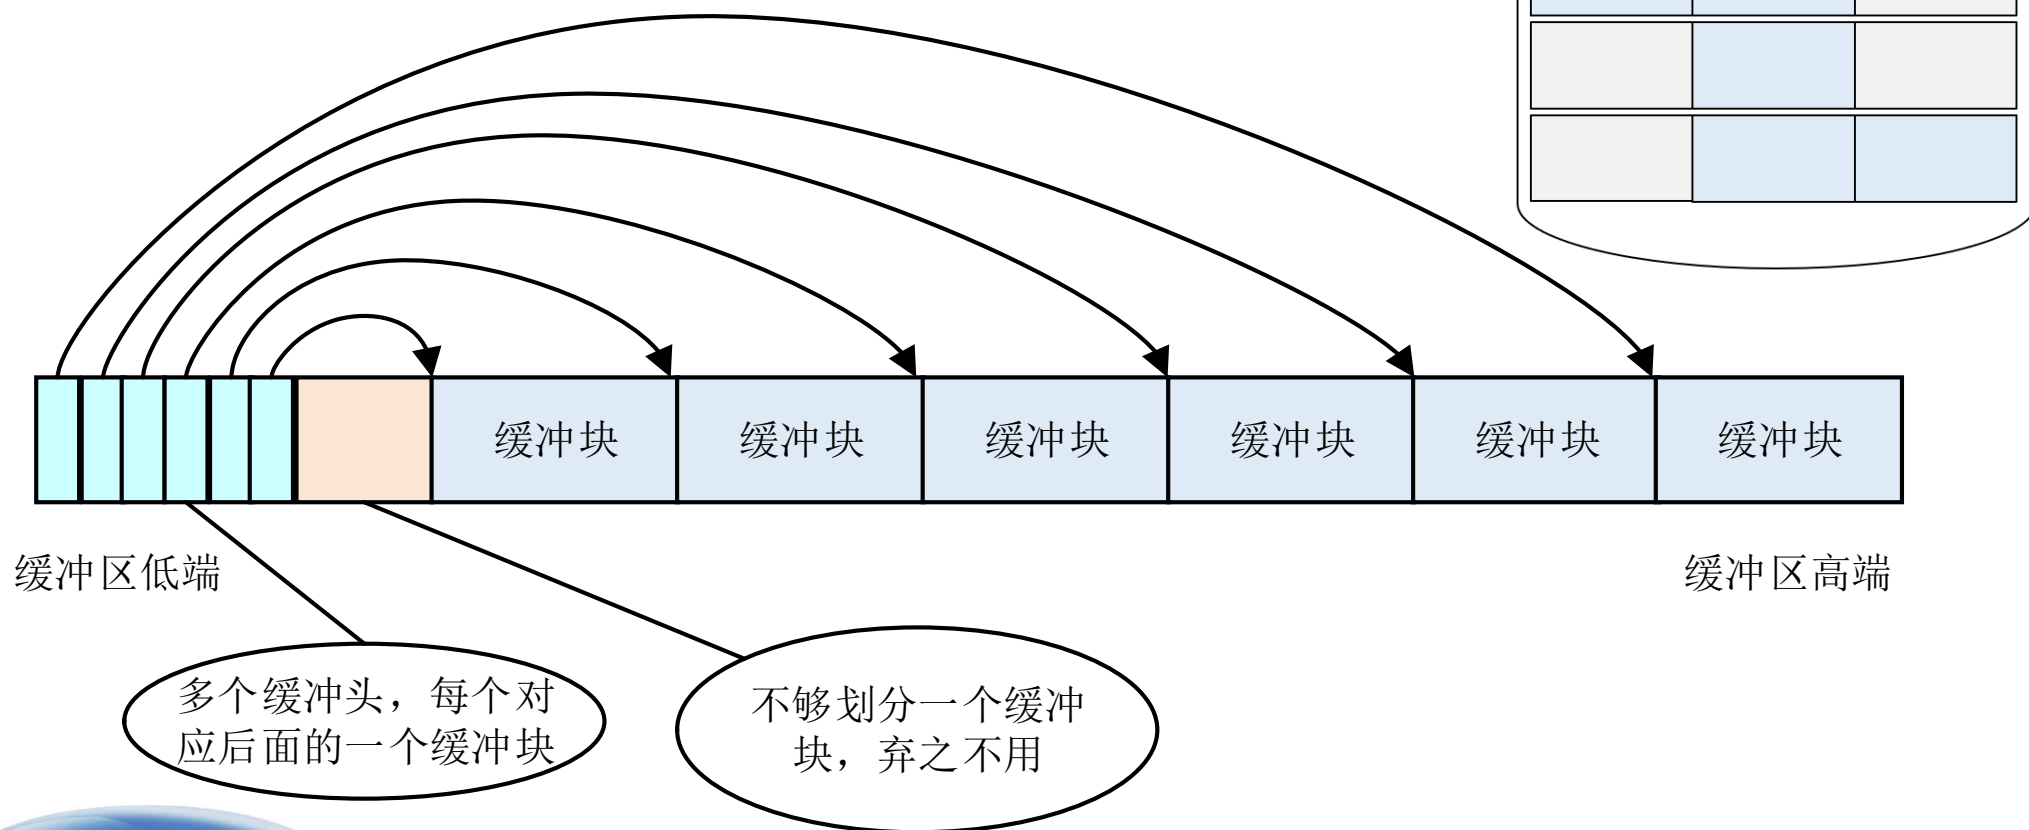 缓冲块
缓冲块
缓冲块
缓冲块
缓冲块
缓冲块
缓冲区低端
缓冲区高端
多个缓冲头，每个对
应后面的一个缓冲块
不够划分一个缓冲
块，弃之不用